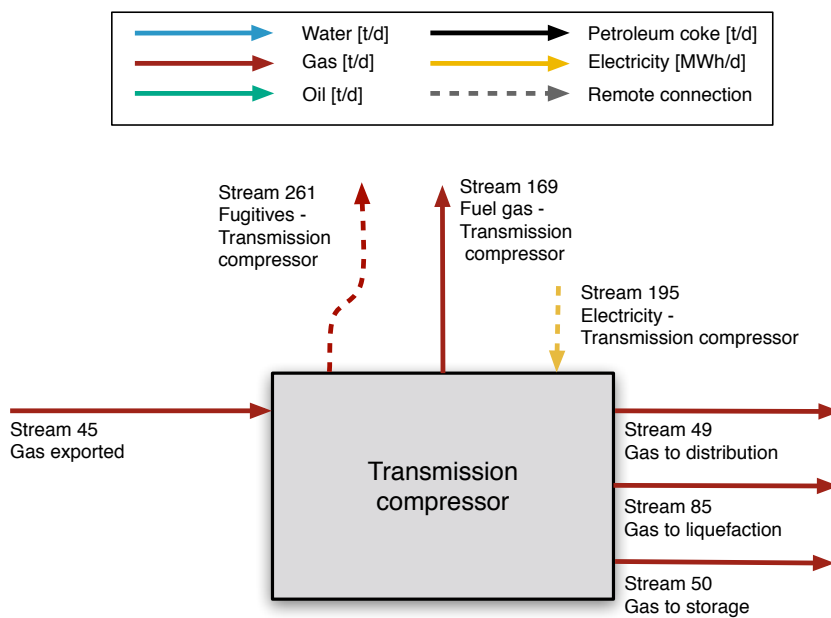 Water [t/d]
Gas [t/d]
Oil [t/d]
Petroleum coke [t/d]
Electricity [MWh/d]
Remote connection
Stream 261
Fugitives -
Transmission
compressor
Stream 169
Fuel gas -
Transmission
compressor
Stream 195
Electricity -
Transmission compressor
Stream 45
Gas exported
Transmission
compressor
Stream 49
Gas to distribution
Stream 85
Gas to liquefaction
Stream 50
Gas to storage